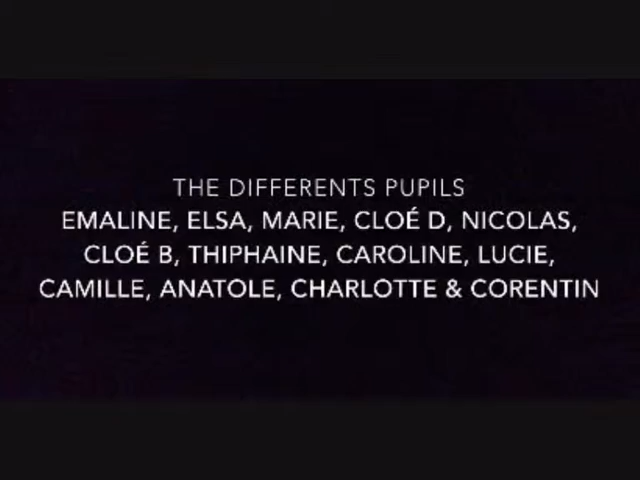 THE DIFFERENTS PUPILS
EMALINE, ELSA, MARIE, CLOÉ D, NICOLAS,
CLOÉ B, THIPHAINE, CAROLINE, LUCIE,
CAMILLE, ANATOLE, CHARLOTTE & CORENTIN